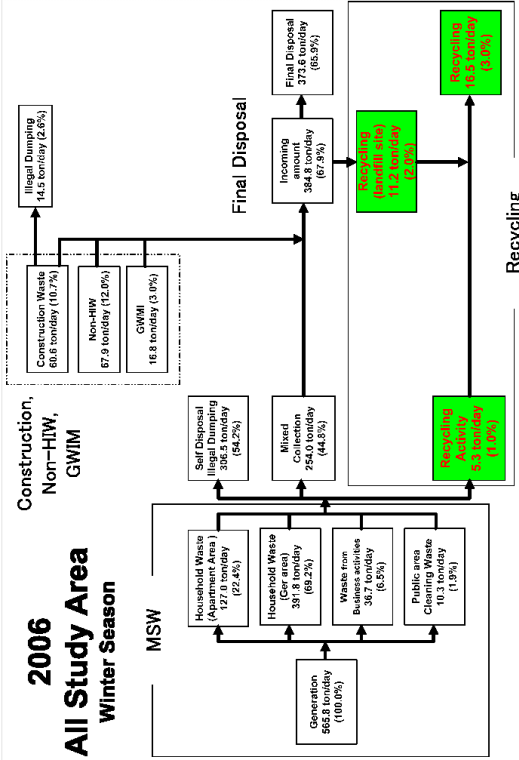 2006
All Study Area
Winter Season
MSW
Generation
565.8 ton/day
(100.0%)
Household Waste
(Apartment Area )
127.0 ton/day
(22.4%)
Household Waste
(Ger area)
391.8 ton/day
(69.2%)
Waste from
Business activities
36.7 ton/day
(6.5%)
Public area
Cleaning Waste
10.3 ton/day
(1.9%)
Self Disposal
Illegal Dumping
306.5 ton/day
(54.2%)
Mixed
Collection
254.0 ton/day
(44.8%)
Recycling
Activity
5.3 ton/day
(1.0%)
Construction,
Non-HIW,
GWIM
Construction Waste
60.6 ton/day (10.7%)
Non-HIW
67.9 ton/day (12.0%)
GWMI
16.8 ton/day (3.0%)
Illegal Dumping
14.5 ton/day (2.6%)
Final Disposal
Incoming
amount
384.8 ton/day
(67.9%)
Final Disposal
373.6 ton/day
(65.9%)
Recycling
(landfill site)
11.2 ton/day
(2.0%)
Recycling
16.5 ton/day
(3.0%)
Recycling